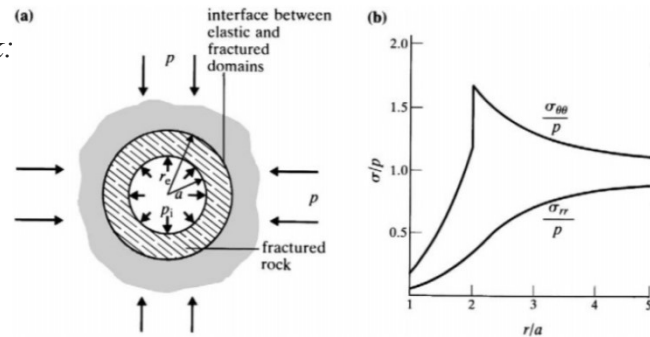 (a)
interface between
elastic and
fractured
domains
p
r_e
a
p_i
p
fractured
rock
(b)
2.0
1.5
1.0
0.5
σ/p
σ_θθ
p
σ_rr
p
1
2
3
4
5
r/a